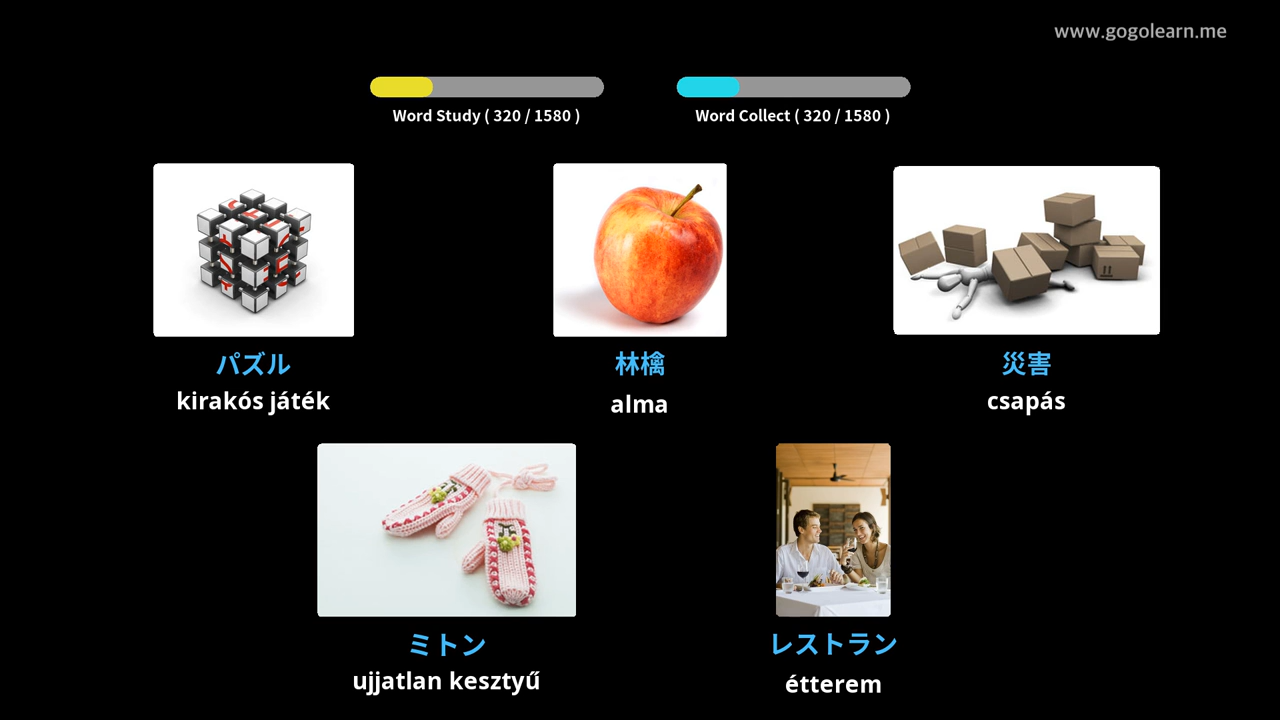 www.gogolearn.me
Word Study ( 320 / 1580 )
Word Collect ( 320 / 1580 )
パズル
kirakós játék
林檎
alma
災害
csapás
ミトン
ujjatlan kesztyű
レストラン
étterem